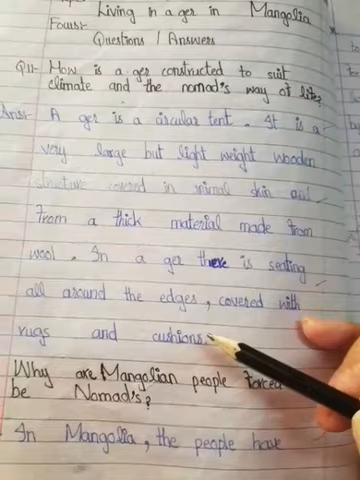 Living in a ger in Mangolia
Foust
Questions / Answers
Q11- How is a ger constructed to suit
climate and the nomad's way of life?
Ans:- A ger is a circular tent. It is a
very large but light weight wooden
structure covered in animal skin and
from a thick material made from
wool. In a ger there is seating
all around the edges, covered with
rugs and cushions.
Why are Mangolian people forced
be Nomad's?
In Mangolia, the people have